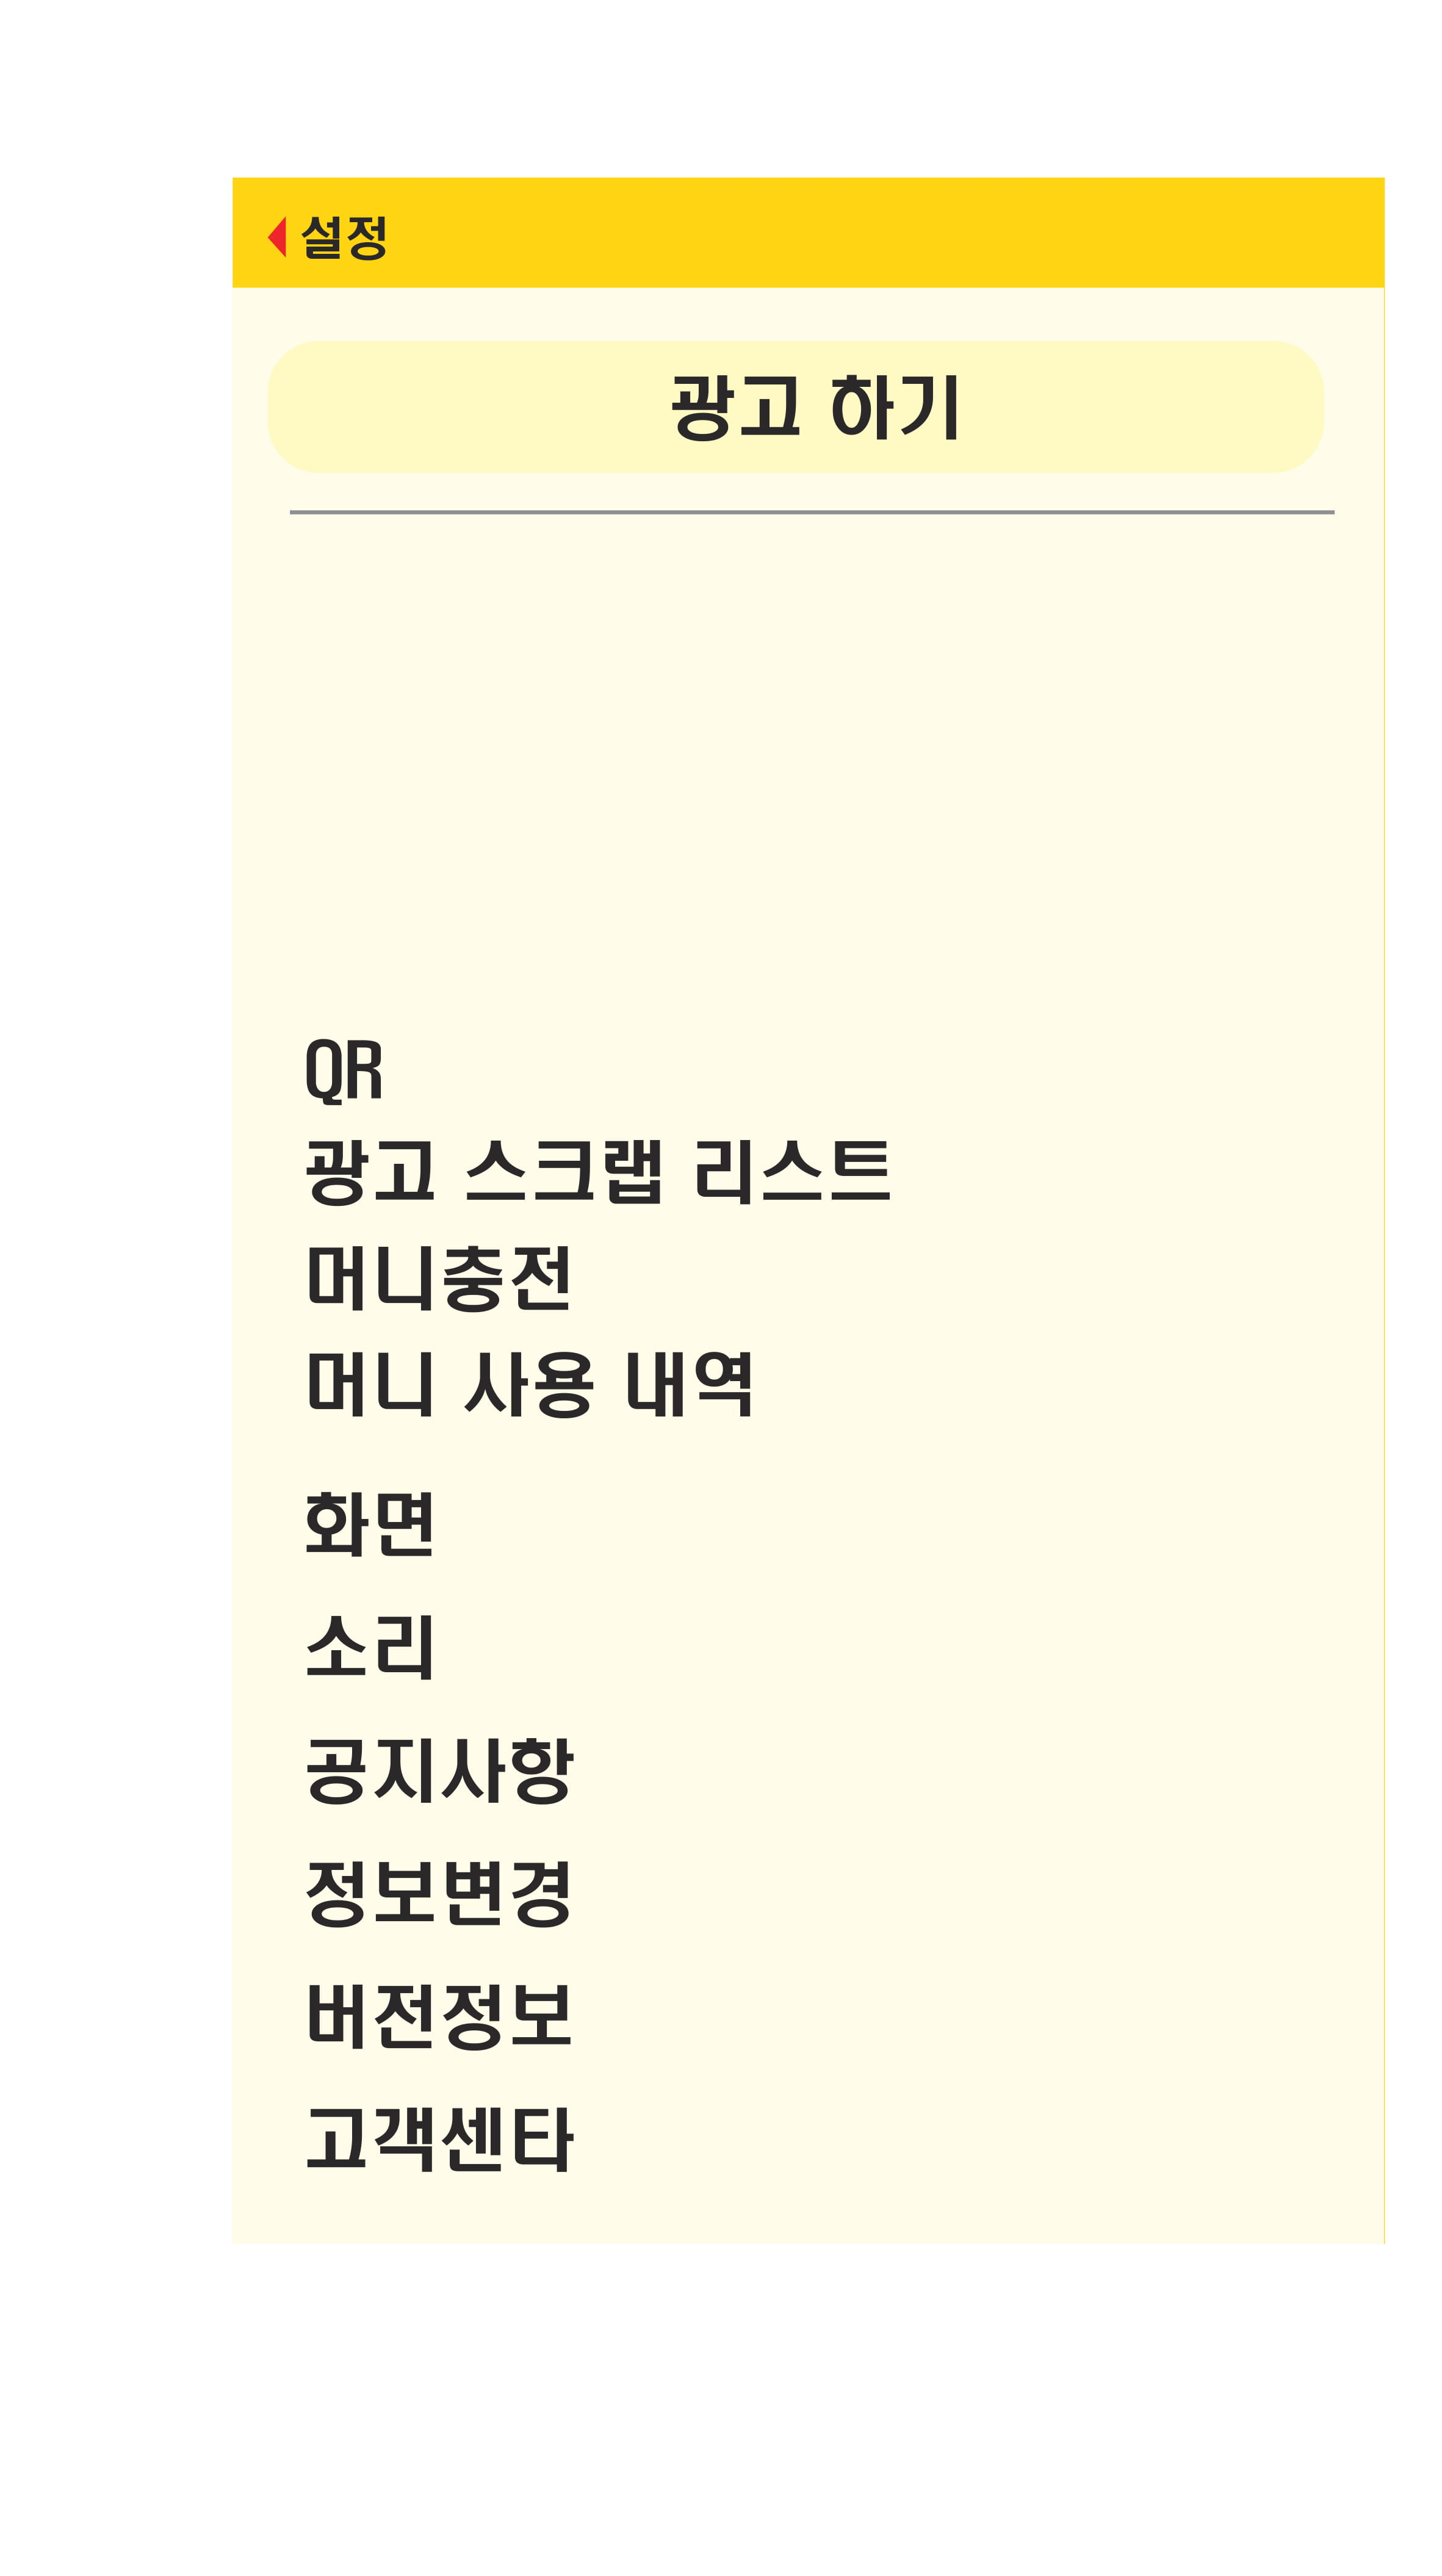 설정
광고 하기
QR
광고 스크랩 리스트
머니충전
머니 사용 내역
화면
소리
공지사항
정보변경
버전정보
고객센타